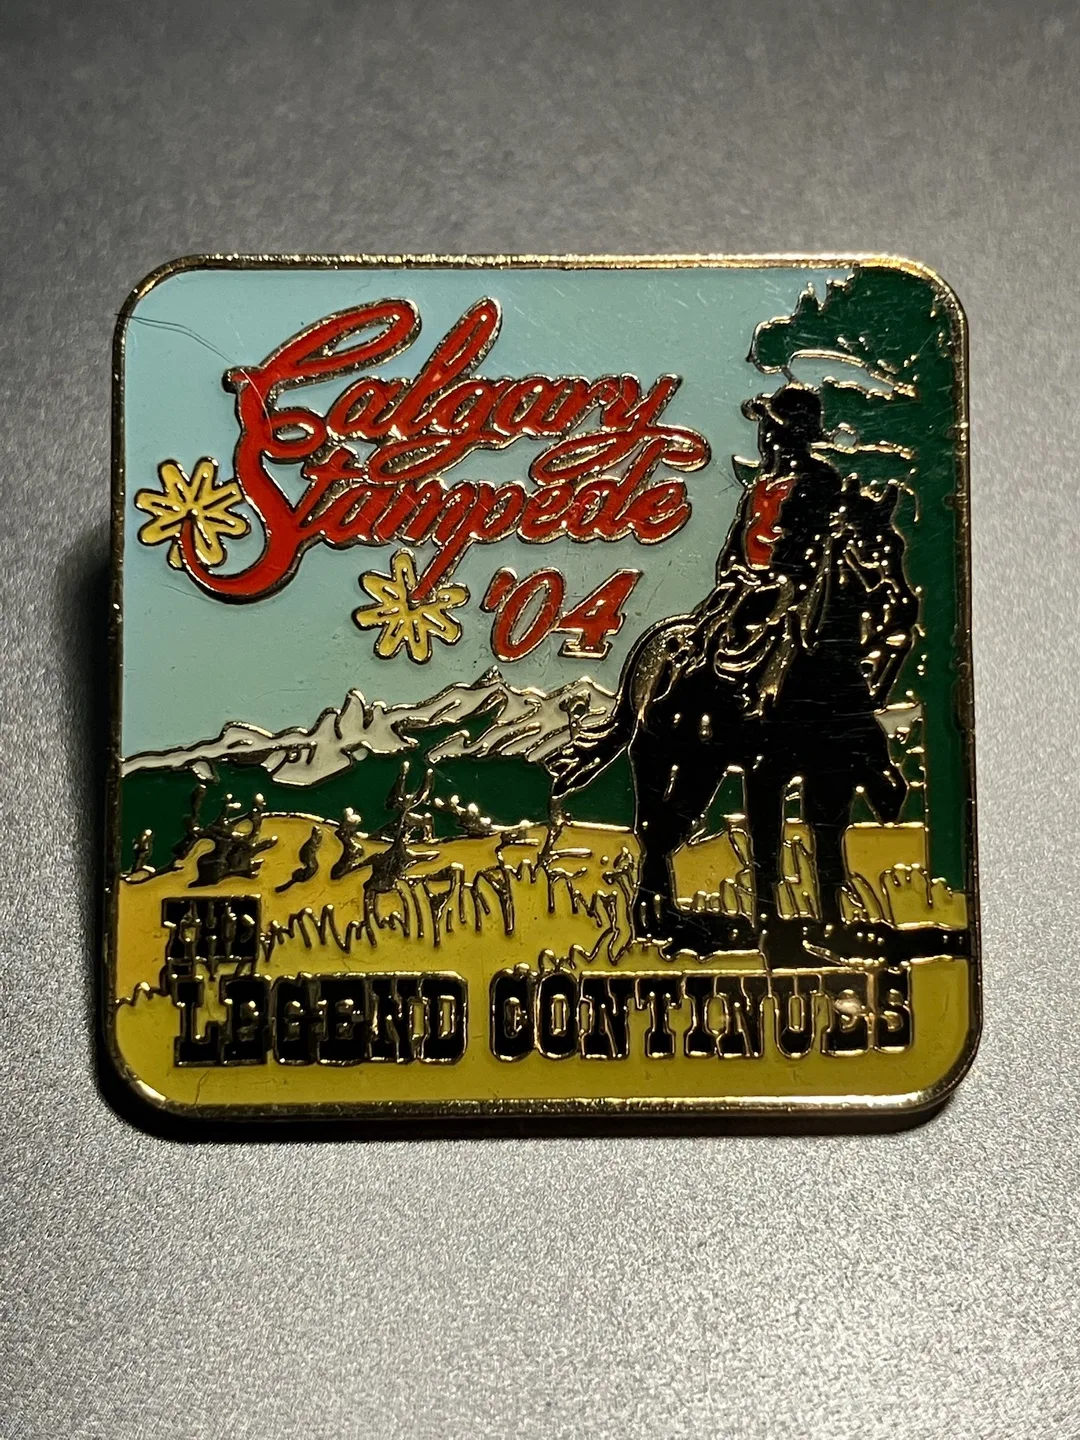 Calgary
Stampede
'04
THE
LEGEND CONTINUES